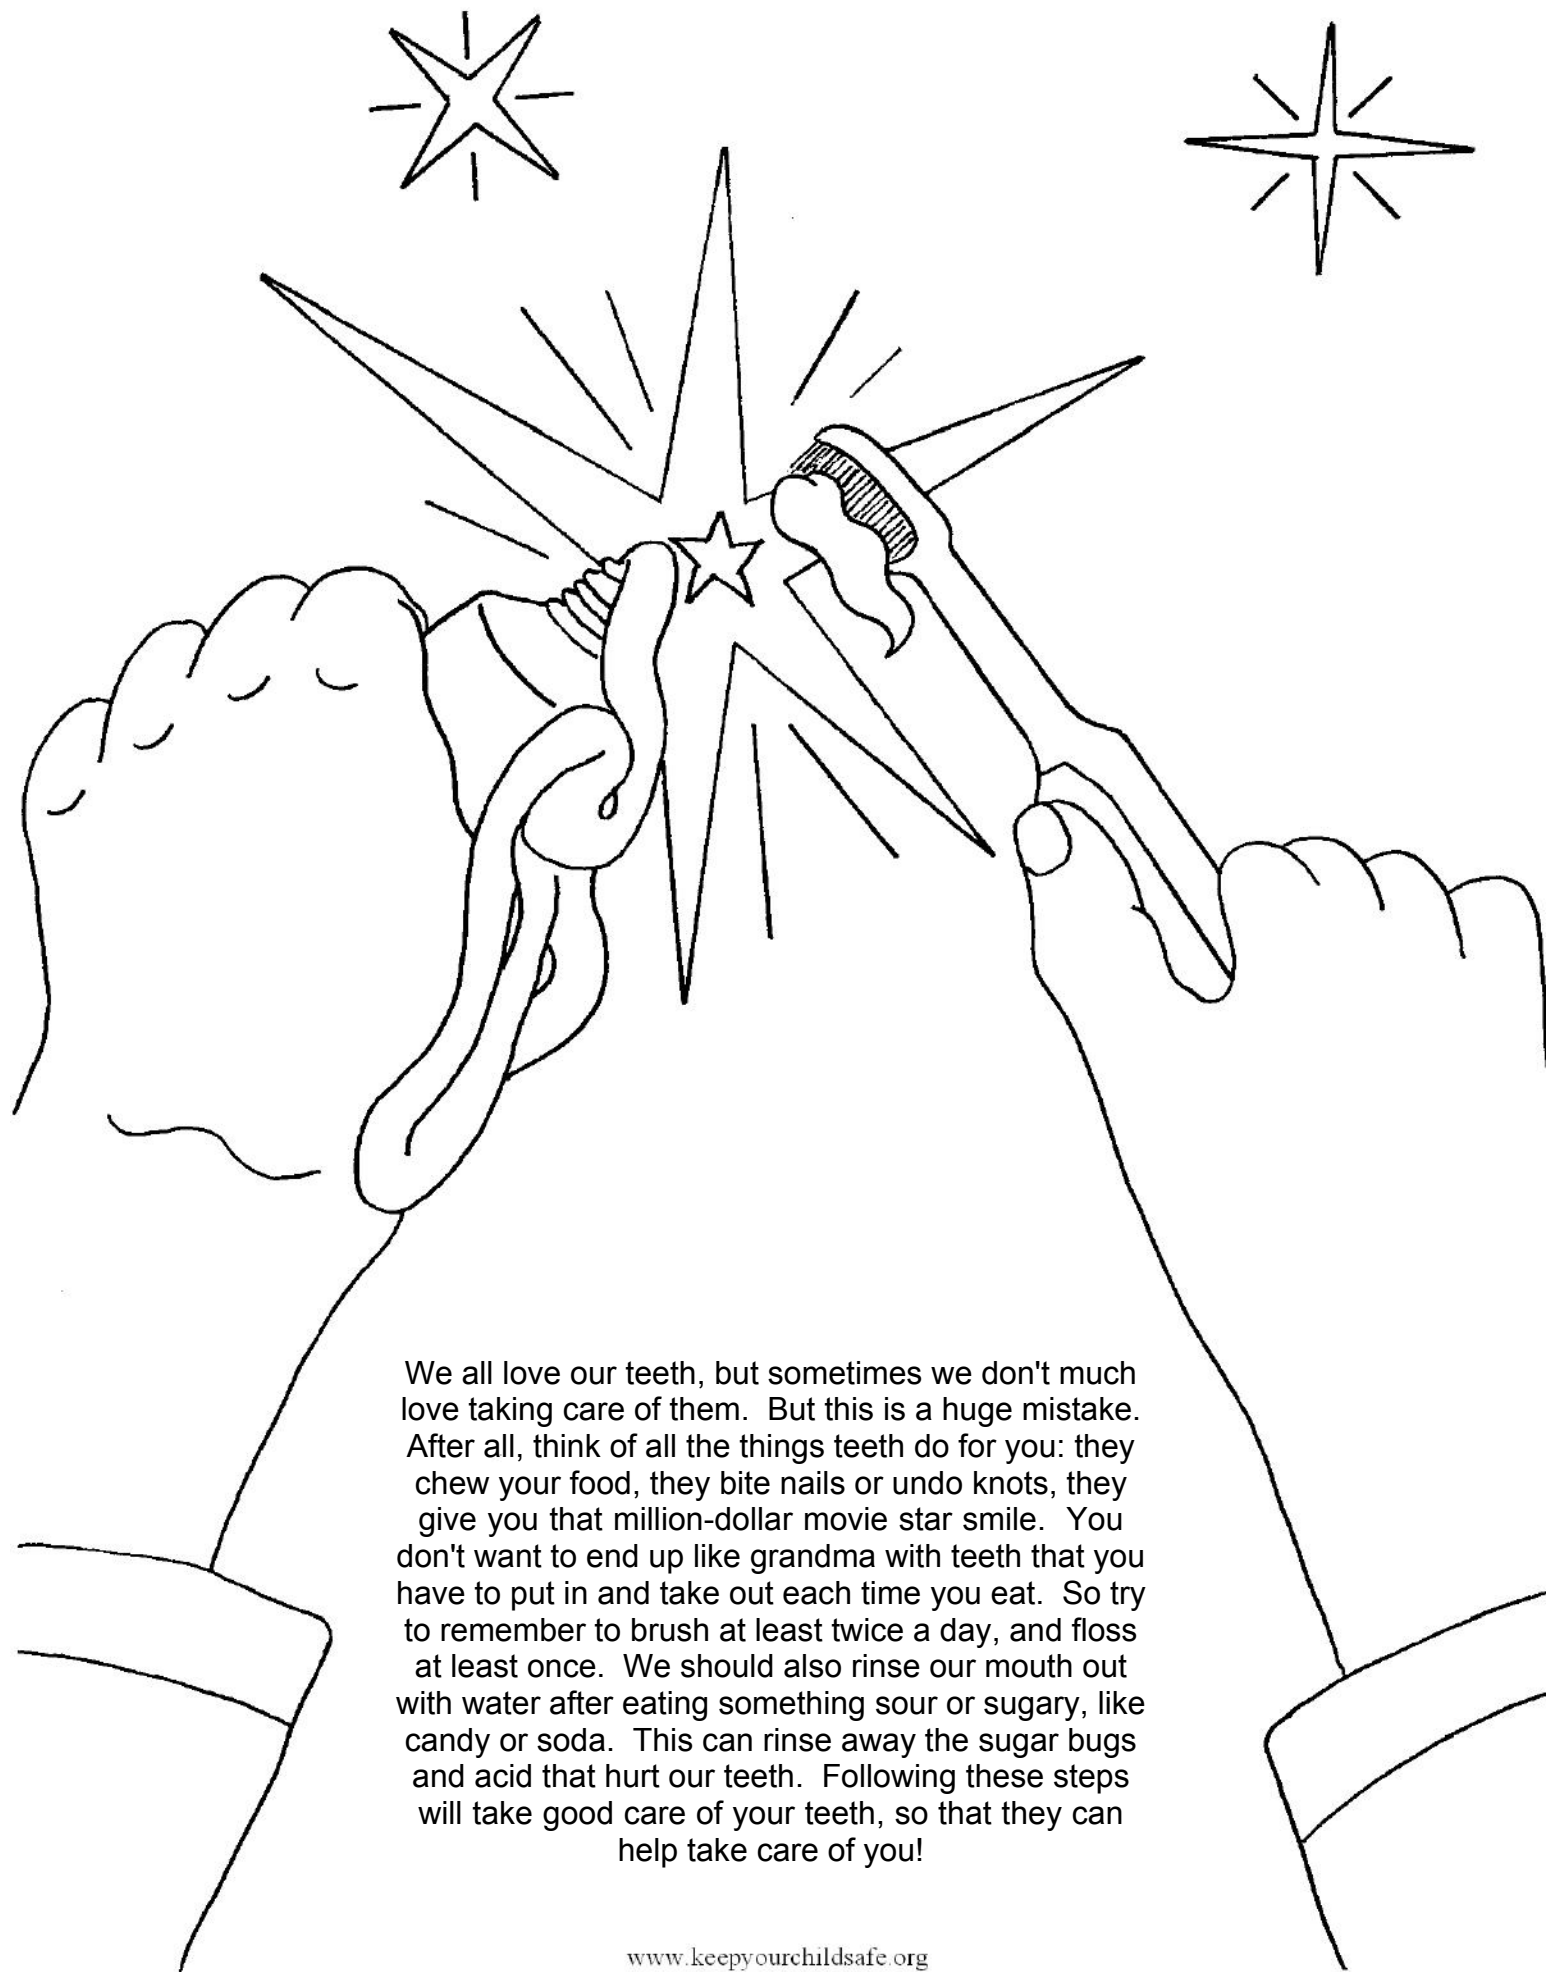 We all love our teeth, but sometimes we don't much
love taking care of them.  But this is a huge mistake.
After all, think of all the things teeth do for you: they
chew your food, they bite nails or undo knots, they
give you that million-dollar movie star smile.  You
don't want to end up like grandma with teeth that you
have to put in and take out each time you eat.  So try
to remember to brush at least twice a day, and floss
at least once.  We should also rinse our mouth out
with water after eating something sour or sugary, like
candy or soda.  This can rinse away the sugar bugs
and acid that hurt our teeth.  Following these steps
will take good care of your teeth, so that they can
help take care of you!
www.keepyourchildsafe.org